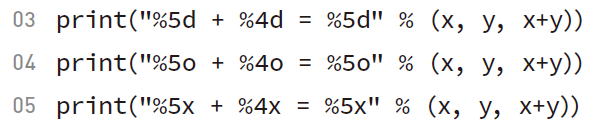 03 print("%5d + %4d = %5d" % (x, y, x+y))
04 print("%5o + %4o = %5o" % (x, y, x+y))
05 print("%5x + %4x = %5x" % (x, y, x+y))